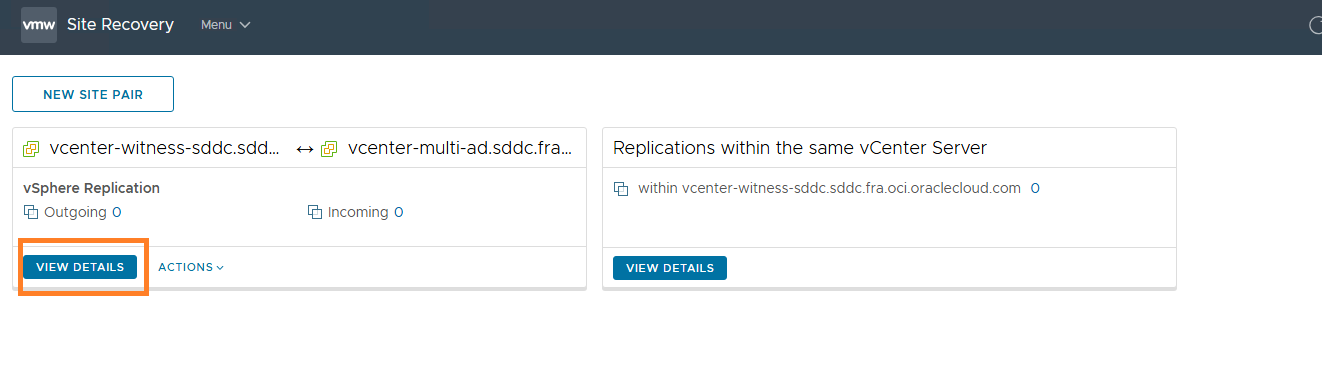 vmw Site Recovery Menu
NEW SITE PAIR
vcenter-witness-sddc.sdd... ↔ vcenter-multi-ad.sddc.fra...
vSphere Replication
Outgoing 0 Incoming 0
VIEW DETAILS ACTIONS
Replications within the same vCenter Server
within vcenter-witness-sddc.sddc.fra.oci.oraclecloud.com 0
VIEW DETAILS